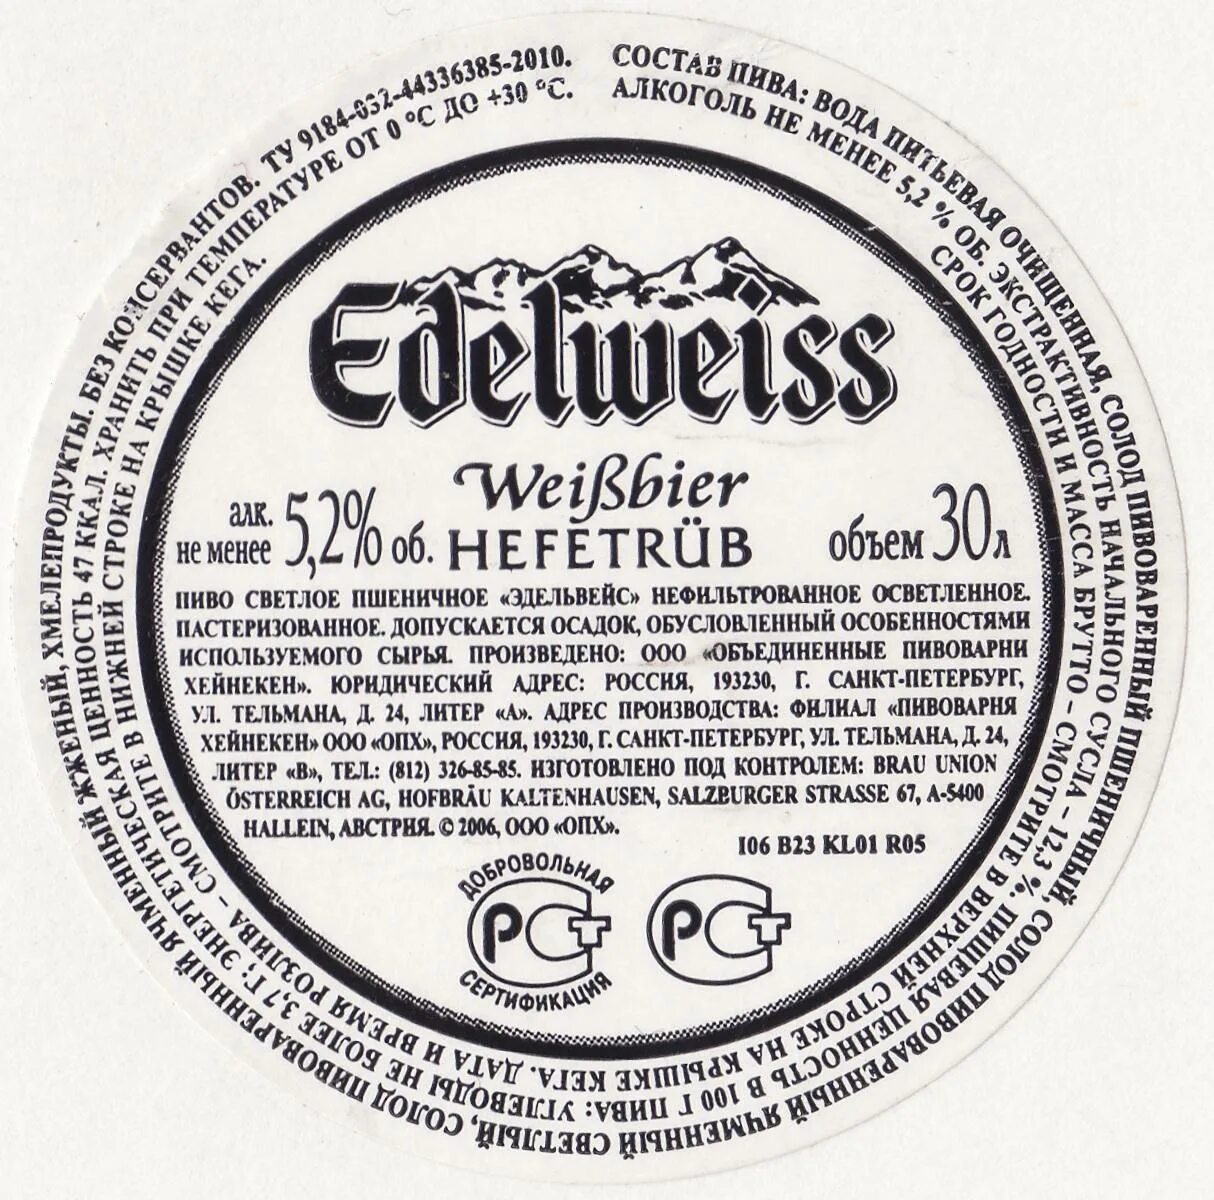 СОСТАВ ПИВА: ВОДА ПИТЬЕВАЯ ОЧИЩЕННАЯ, СОЛОД ПИВОВАРЕННЫЙ ПШЕНИЧНЫЙ, СОЛОД ПИВОВАРЕННЫЙ ЯЧМЕННЫЙ СВЕТЛЫЙ, СОЛОД ПИВОВАРЕННЫЙ ЯЧМЕННЫЙ ЖЖЕНЫЙ, ХМЕЛЕПРОДУКТЫ. БЕЗ КОНСЕРВАНТОВ. ТУ 9184-032-44336385-2010.
АЛКОГОЛЬ НЕ МЕНЕЕ 5,2 % ОБ. ЭКСТРАКТИВНОСТЬ НАЧАЛЬНОГО СУСЛА – 12,3 %. ПИЩЕВАЯ ЦЕННОСТЬ В 100 Г ПИВА: УГЛЕВОДЫ НЕ БОЛЕЕ 3,7 Г; ЭНЕРГЕТИЧЕСКАЯ ЦЕННОСТЬ 47 ККАЛ. ХРАНИТЬ ПРИ ТЕМПЕРАТУРЕ ОТ 0 °С ДО +30 °С.
СРОК ГОДНОСТИ И МАССА БРУТТО – СМОТРИТЕ В ВЕРХНЕЙ СТРОКЕ НА КРЫШКЕ КЕГА. ДАТА И ВРЕМЯ РОЗЛИВА – СМОТРИТЕ В НИЖНЕЙ СТРОКЕ НА КРЫШКЕ КЕГА.
Edelweiss
Weißbier
HEFETRÜB
алк.
не менее 5,2% об.
объем 30л
ПИВО СВЕТЛОЕ ПШЕНИЧНОЕ «ЭДЕЛЬВЕЙС» НЕФИЛЬТРОВАННОЕ ОСВЕТЛЕННОЕ.
ПАСТЕРИЗОВАННОЕ. ДОПУСКАЕТСЯ ОСАДОК, ОБУСЛОВЛЕННЫЙ ОСОБЕННОСТЯМИ
ИСПОЛЬЗУЕМОГО СЫРЬЯ. ПРОИЗВЕДЕНО: ООО «ОБЪЕДИНЕННЫЕ ПИВОВАРНИ
ХЕЙНЕКЕН». ЮРИДИЧЕСКИЙ АДРЕС: РОССИЯ, 193230, Г. САНКТ-ПЕТЕРБУРГ,
УЛ. ТЕЛЬМАНА, Д. 24, ЛИТЕР «А». АДРЕС ПРОИЗВОДСТВА: ФИЛИАЛ «ПИВОВАРНЯ
ХЕЙНЕКЕН» ООО «ОПХ», РОССИЯ, 193230, Г. САНКТ-ПЕТЕРБУРГ, УЛ. ТЕЛЬМАНА, Д. 24,
ЛИТЕР «В», ТЕЛ.: (812) 326-85-85. ИЗГОТОВЛЕНО ПОД КОНТРОЛЕМ: BRAU UNION
ÖSTERREICH AG, HOFBRÄU KALTENHAUSEN, SALZBURGER STRASSE 67, A-5400
HALLEIN, АВСТРИЯ. © 2006, ООО «ОПХ».
I06 B23 KL01 R05
ДОБРОВОЛЬНАЯ
РСТ
СЕРТИФИКАЦИЯ
РСТ